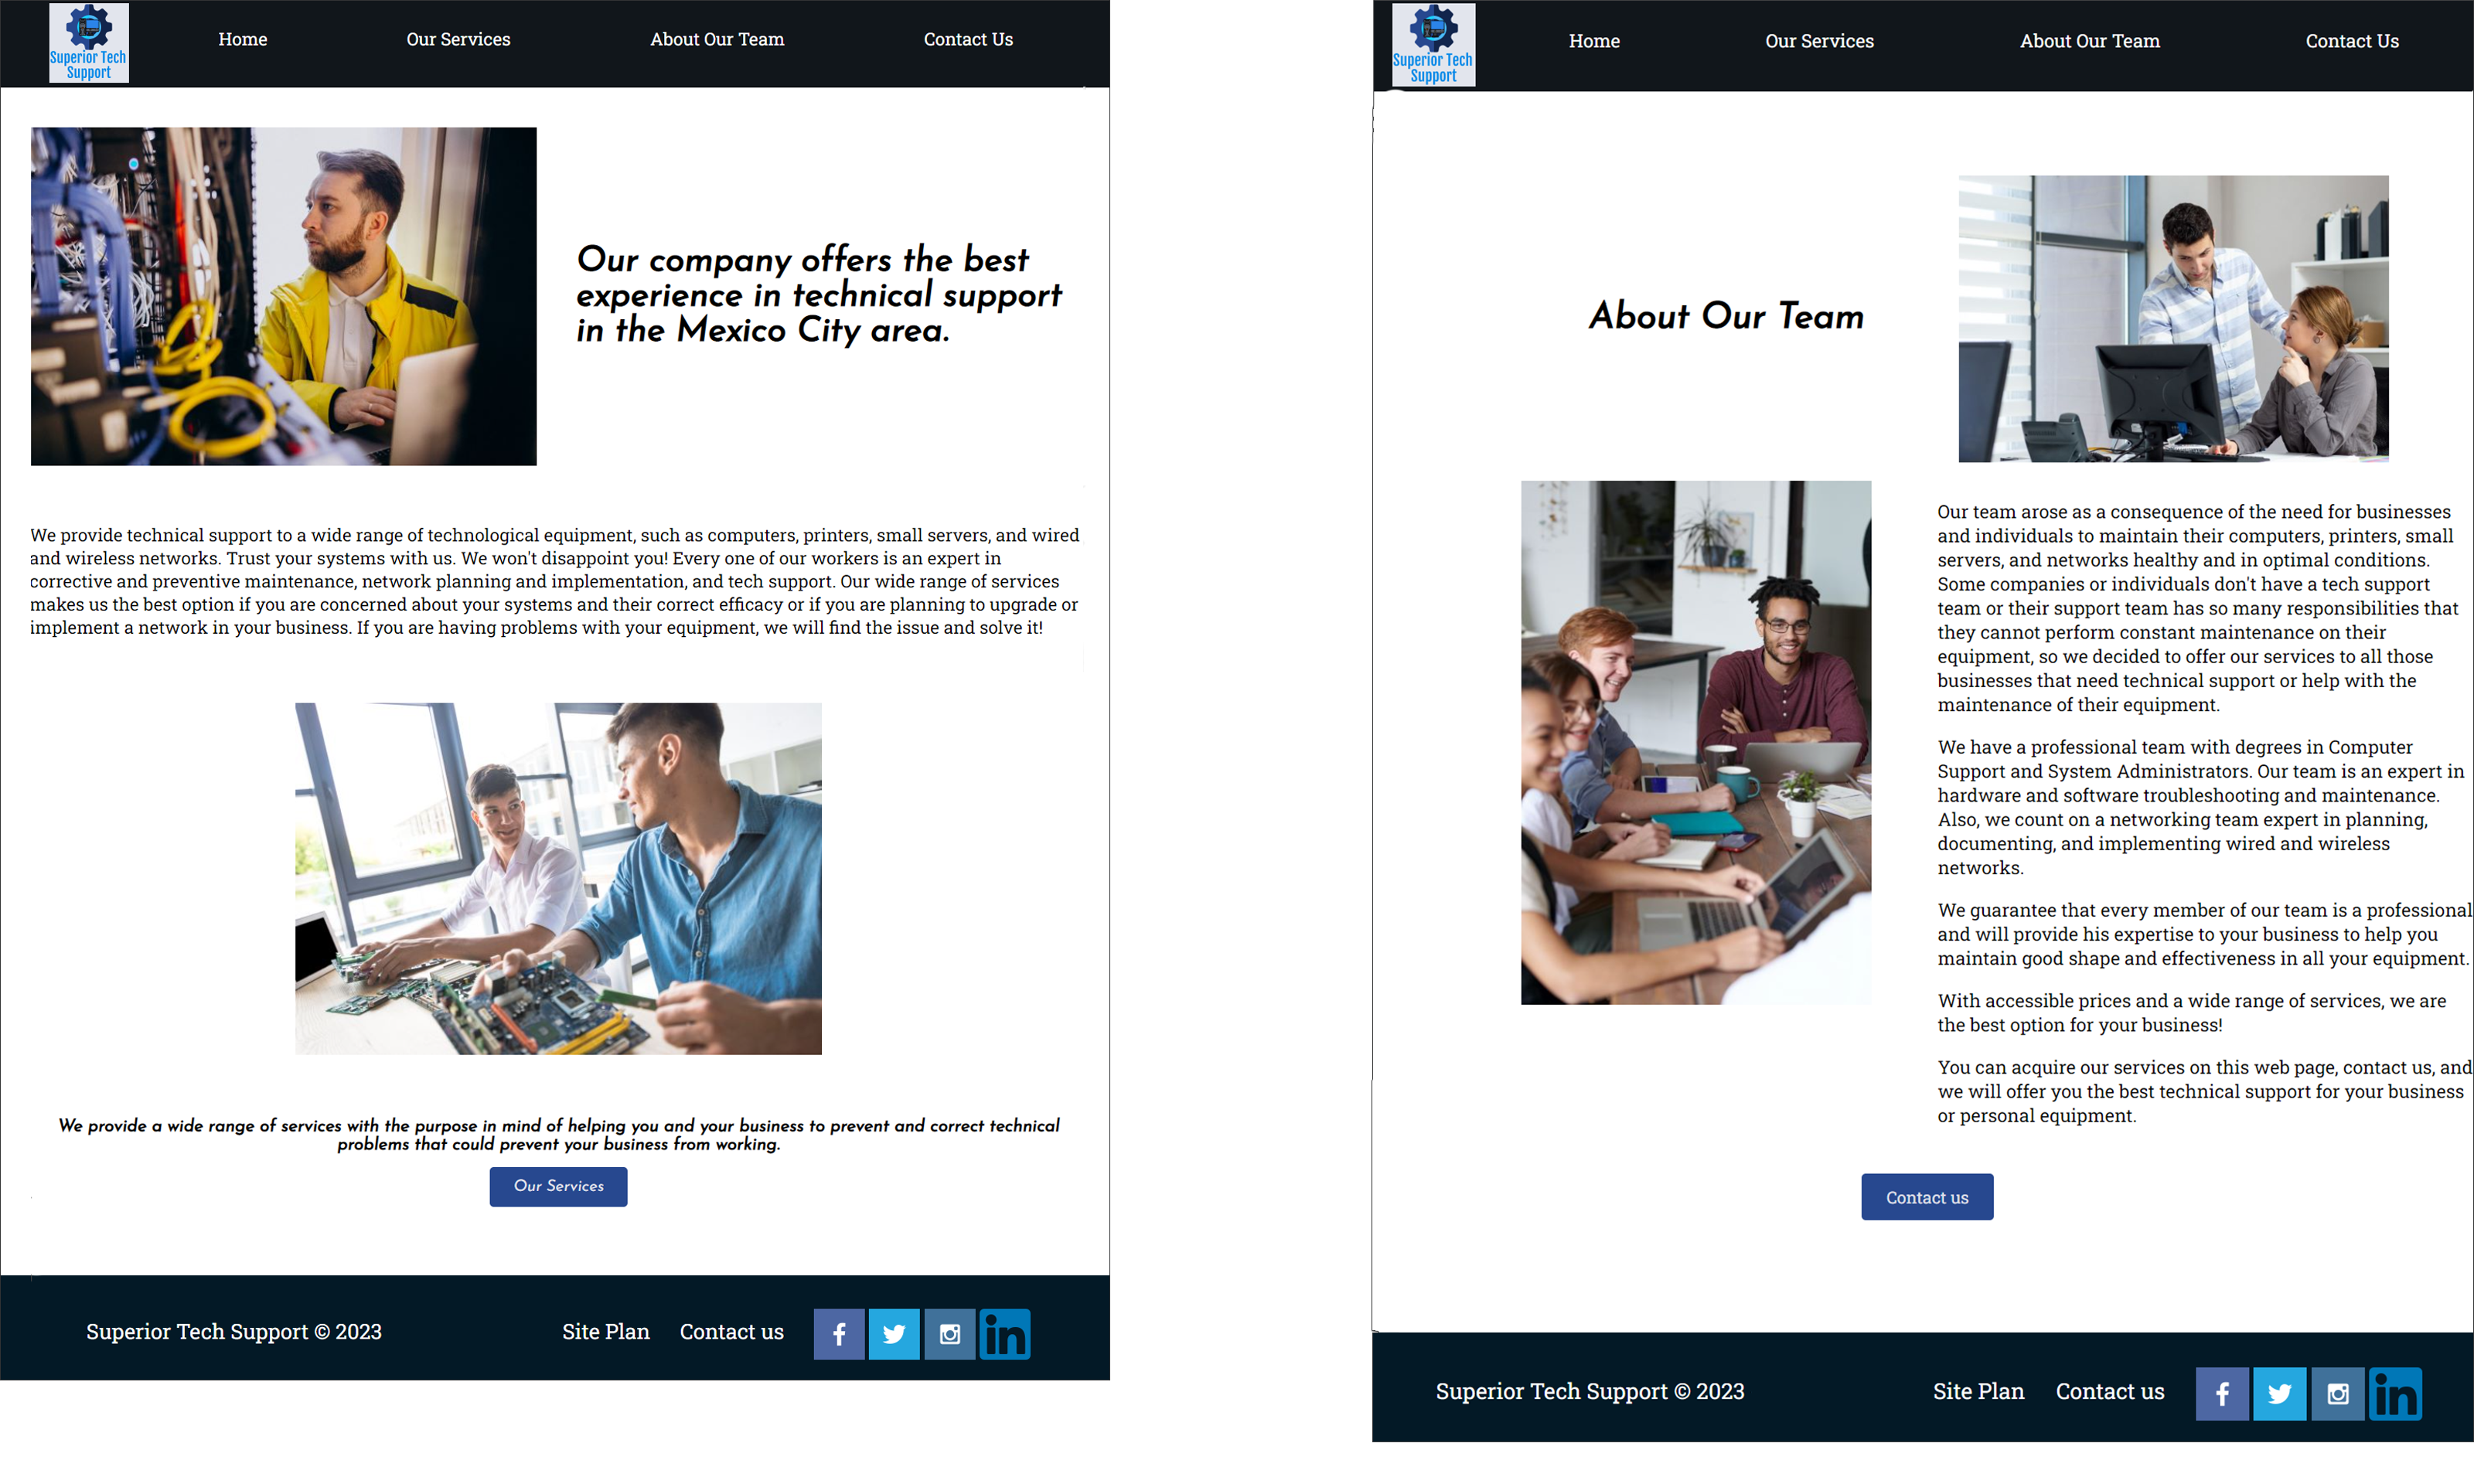 Superior Tech
Support
Home
Our Services
About Our Team
Contact Us
Our company offers the best
experience in technical support
in the Mexico City area.
We provide technical support to a wide range of technological equipment, such as computers, printers, small servers, and wired
and wireless networks. Trust your systems with us. We won't disappoint you! Every one of our workers is an expert in
corrective and preventive maintenance, network planning and implementation, and tech support. Our wide range of services
makes us the best option if you are concerned about your systems and their correct efficacy or if you are planning to upgrade or
implement a network in your business. If you are having problems with your equipment, we will find the issue and solve it!
We provide a wide range of services with the purpose in mind of helping you and your business to prevent and correct technical
problems that could prevent your business from working.
Our Services
Superior Tech Support © 2023
Site Plan
Contact us
f
in
Superior Tech
Support
Home
Our Services
About Our Team
Contact Us
About Our Team
Our team arose as a consequence of the need for businesses
and individuals to maintain their computers, printers, small
servers, and networks healthy and in optimal conditions.
Some companies or individuals don't have a tech support
team or their support team has so many responsibilities that
they cannot perform constant maintenance on their
equipment, so we decided to offer our services to all those
businesses that need technical support or help with the
maintenance of their equipment.
We have a professional team with degrees in Computer
Support and System Administrators. Our team is an expert in
hardware and software troubleshooting and maintenance.
Also, we count on a networking team expert in planning,
documenting, and implementing wired and wireless
networks.
We guarantee that every member of our team is a professional
and will provide his expertise to your business to help you
maintain good shape and effectiveness in all your equipment.
With accessible prices and a wide range of services, we are
the best option for your business!
You can acquire our services on this web page, contact us, and
we will offer you the best technical support for your business
or personal equipment.
Contact us
Superior Tech Support © 2023
Site Plan
Contact us
f
in